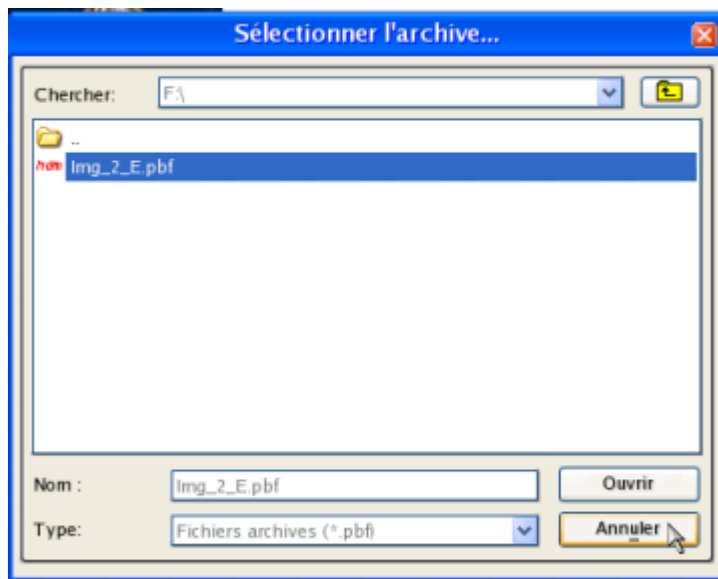 Sélectionner l'archive...
Chercher: F:\
..
Img_2_E.pbf
Nom : Img_2_E.pbf Ouvrir
Type: Fichiers archives (*.pbf) Annuler